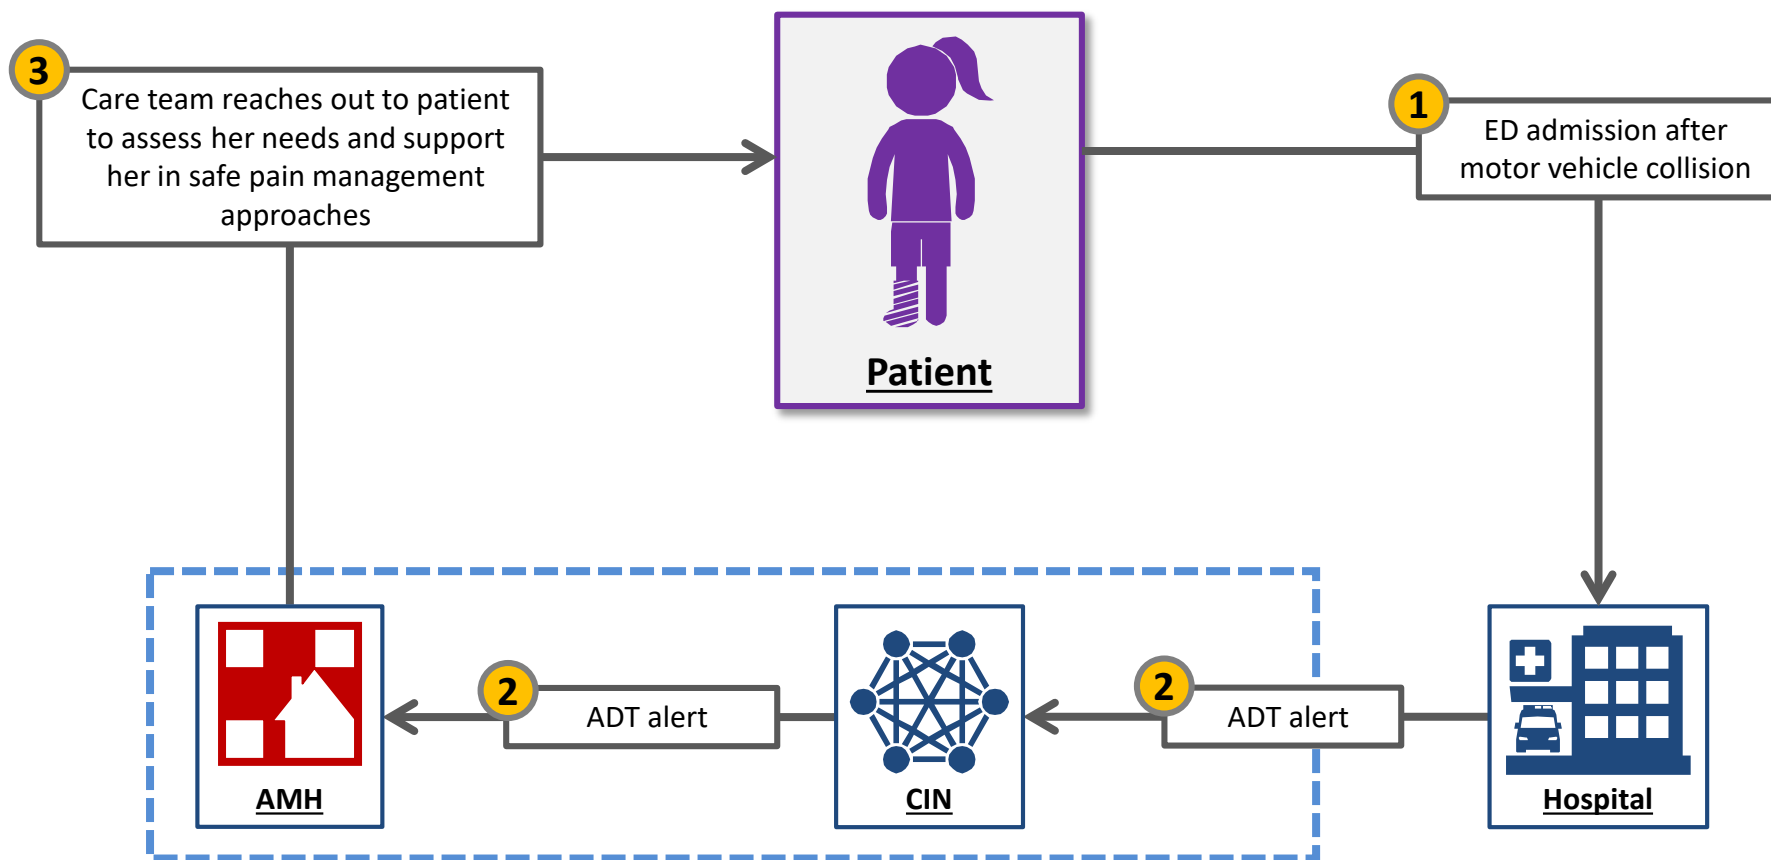 3
Care team reaches out to patient
to assess her needs and support
her in safe pain management
approaches
Patient
1
ED admission after
motor vehicle collision
2
ADT alert
2
ADT alert
AMH
CIN
Hospital